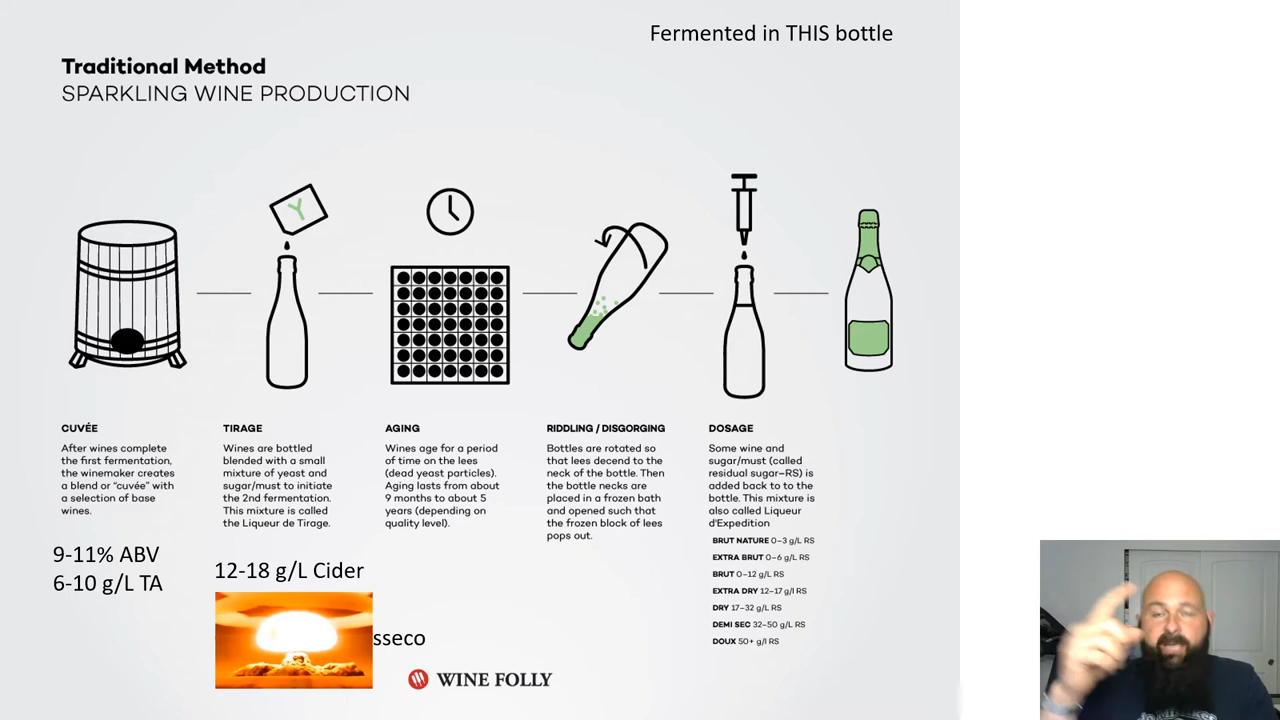 Fermented in THIS bottle
Traditional Method
SPARKLING WINE PRODUCTION
CUVÉE
After wines complete
the first fermentation,
the winemaker creates
a blend or “cuvée” with
a selection of base
wines.
9-11% ABV
6-10 g/L TA
TIRAGE
Wines are bottled
blended with a small
mixture of yeast and
sugar/must to initiate
the 2nd fermentation.
This mixture is called
the Liqueur de Tirage.
12-18 g/L Cider
sseco
AGING
Wines age for a period
of time on the lees
(dead yeast particles).
Aging lasts from about
9 months to about 5
years (depending on
quality level).
RIDDLING / DISGORGING
Bottles are rotated so
that lees decend to the
neck of the bottle. Then
the bottle necks are
placed in a frozen bath
and opened such that
the frozen block of lees
pops out.
DOSAGE
Some wine and
sugar/must (called
residual sugar–RS) is
added back to to the
bottle. This mixture is
also called Liqueur
d'Expedition
BRUT NATURE 0–3 g/L RS
EXTRA BRUT 0–6 g/L RS
BRUT 0–12 g/L RS
EXTRA DRY 12–17 g/l RS
DRY 17–32 g/L RS
DEMI SEC 32–50 g/L RS
DOUX 50+ g/l RS
WINE FOLLY